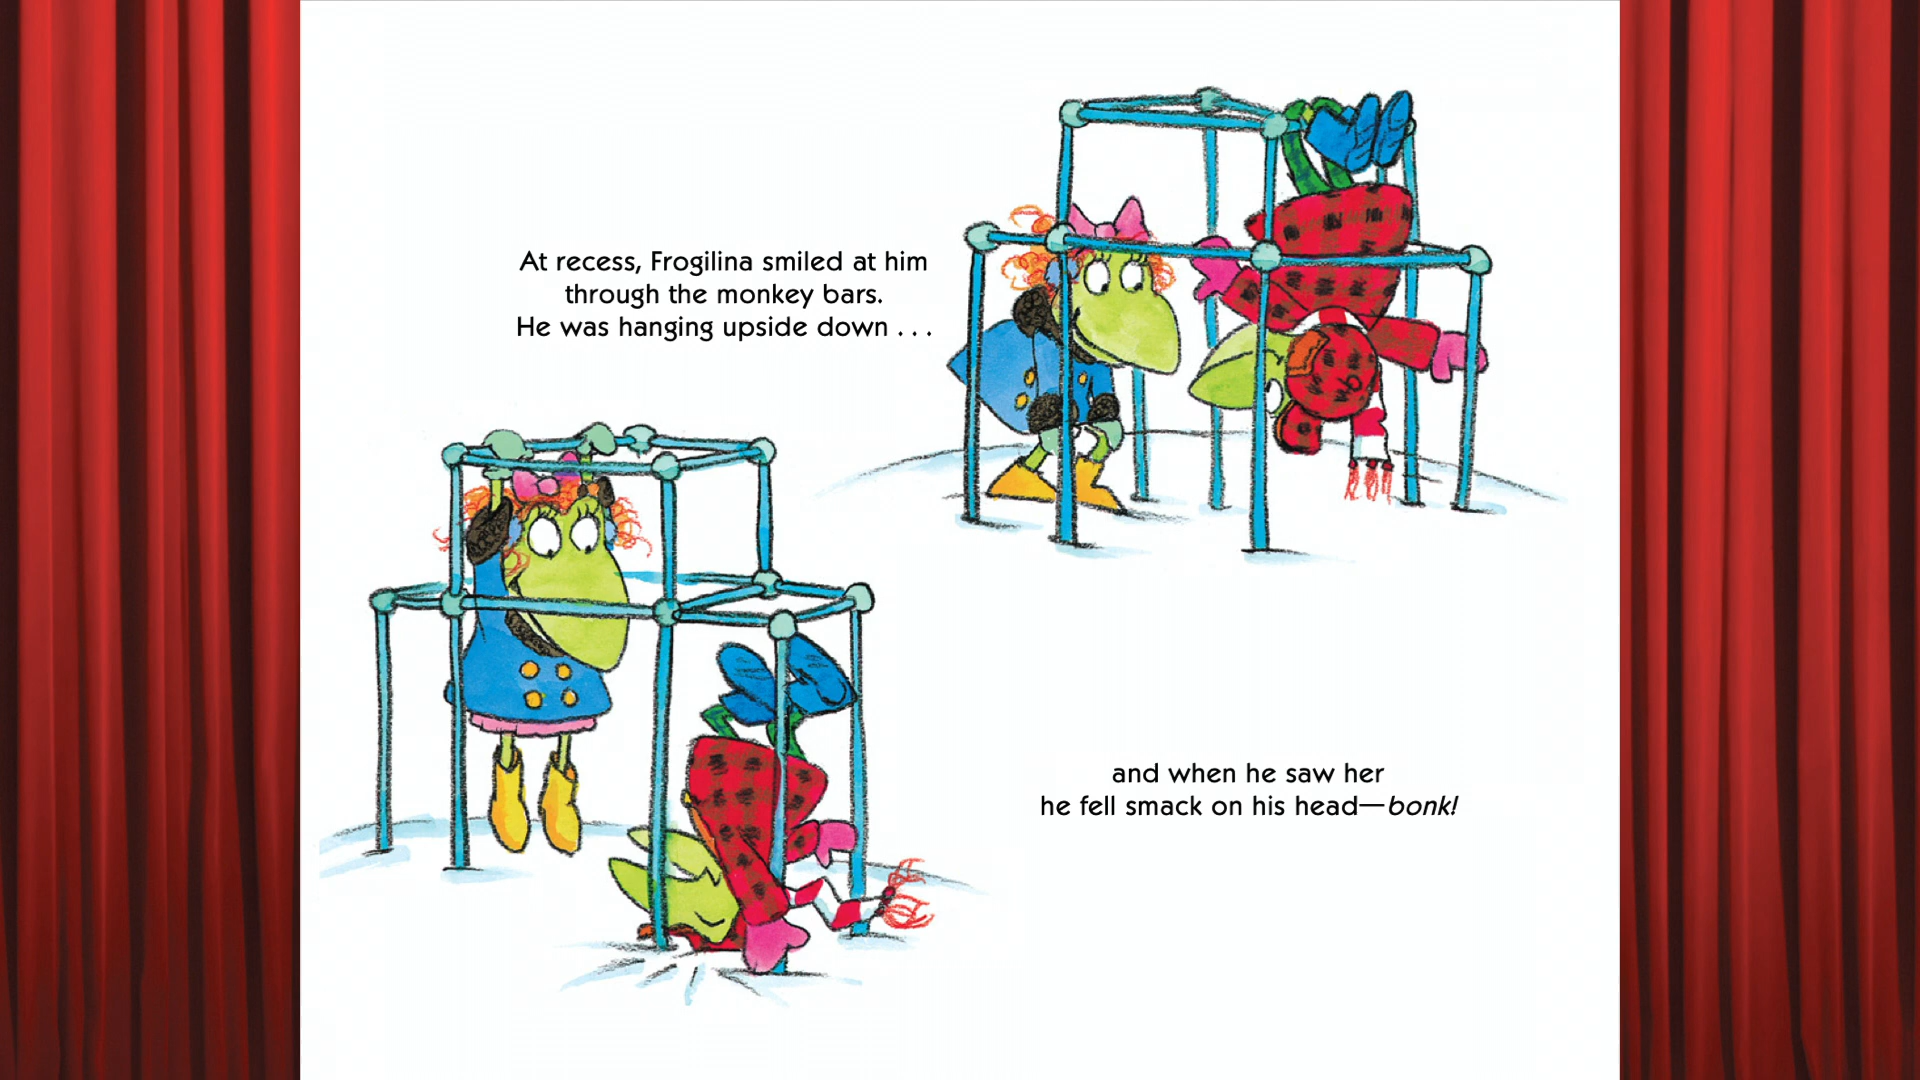 At recess, Frogilina smiled at him
through the monkey bars.
He was hanging upside down . . .
and when he saw her
he fell smack on his head—bonk!